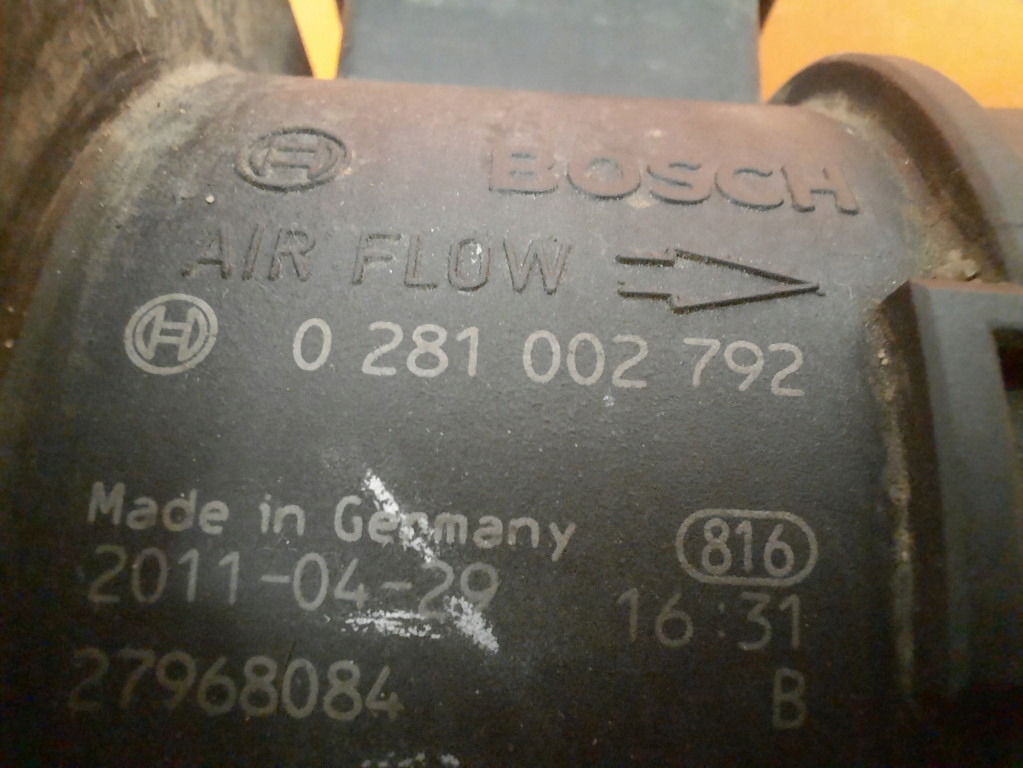 BOSCH
AIR FLOW
0 281 002 792
Made in Germany
816
2011-04-29
16:31
27968084
B